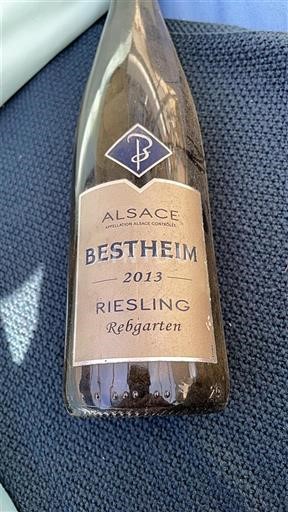 B
ALSACE
APPELLATION ALSACE CONTRÔLÉE
BESTHEIM
2013
RIESLING
Rebgarten